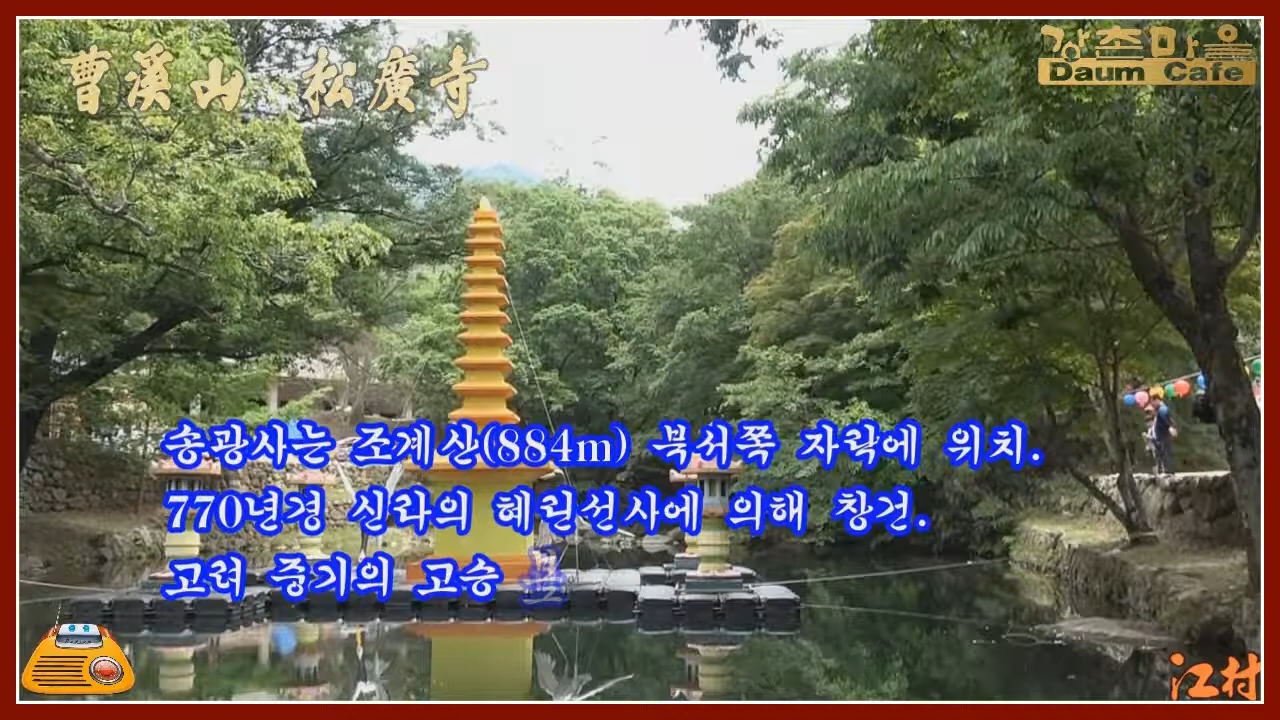 曹溪山 松廣寺
강촌마을
Daum Cafe
송광사는 조계산(884m) 북서쪽 자락에 위치.
770년경 신라의 혜린선사에 의해 창건.
고려 중기의 고승
江村